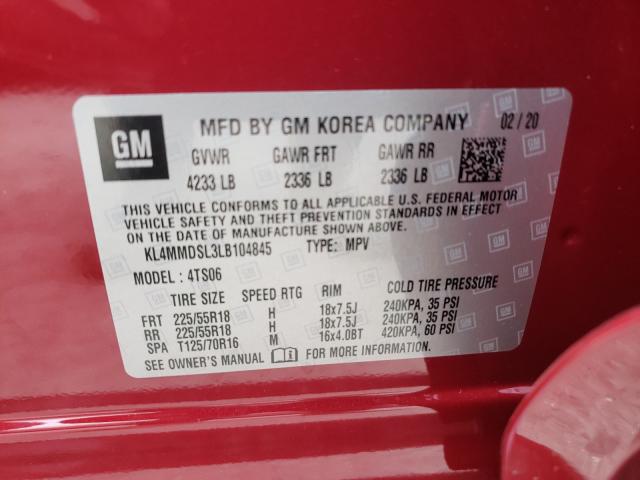 GM
MFD BY GM KOREA COMPANY 02/20
GVWR GAWR FRT GAWR RR
4233 LB 2336 LB 2336 LB
THIS VEHICLE CONFORMS TO ALL APPLICABLE U.S. FEDERAL MOTOR
VEHICLE SAFETY AND THEFT PREVENTION STANDARDS IN EFFECT
ON THE DATE OF MANUFACTURE SHOWN ABOVE.
KL4MMDSL3LB104845 TYPE: MPV
MODEL: 4TS06
TIRE SIZE SPEED RTG RIM COLD TIRE PRESSURE
FRT 225/55R18 H 18x7.5J 240KPA, 35 PSI
RR 225/55R18 H 18x7.5J 240KPA, 35 PSI
SPA T125/70R16 M 16x4.0BT 420KPA, 60 PSI
SEE OWNER'S MANUAL FOR MORE INFORMATION.